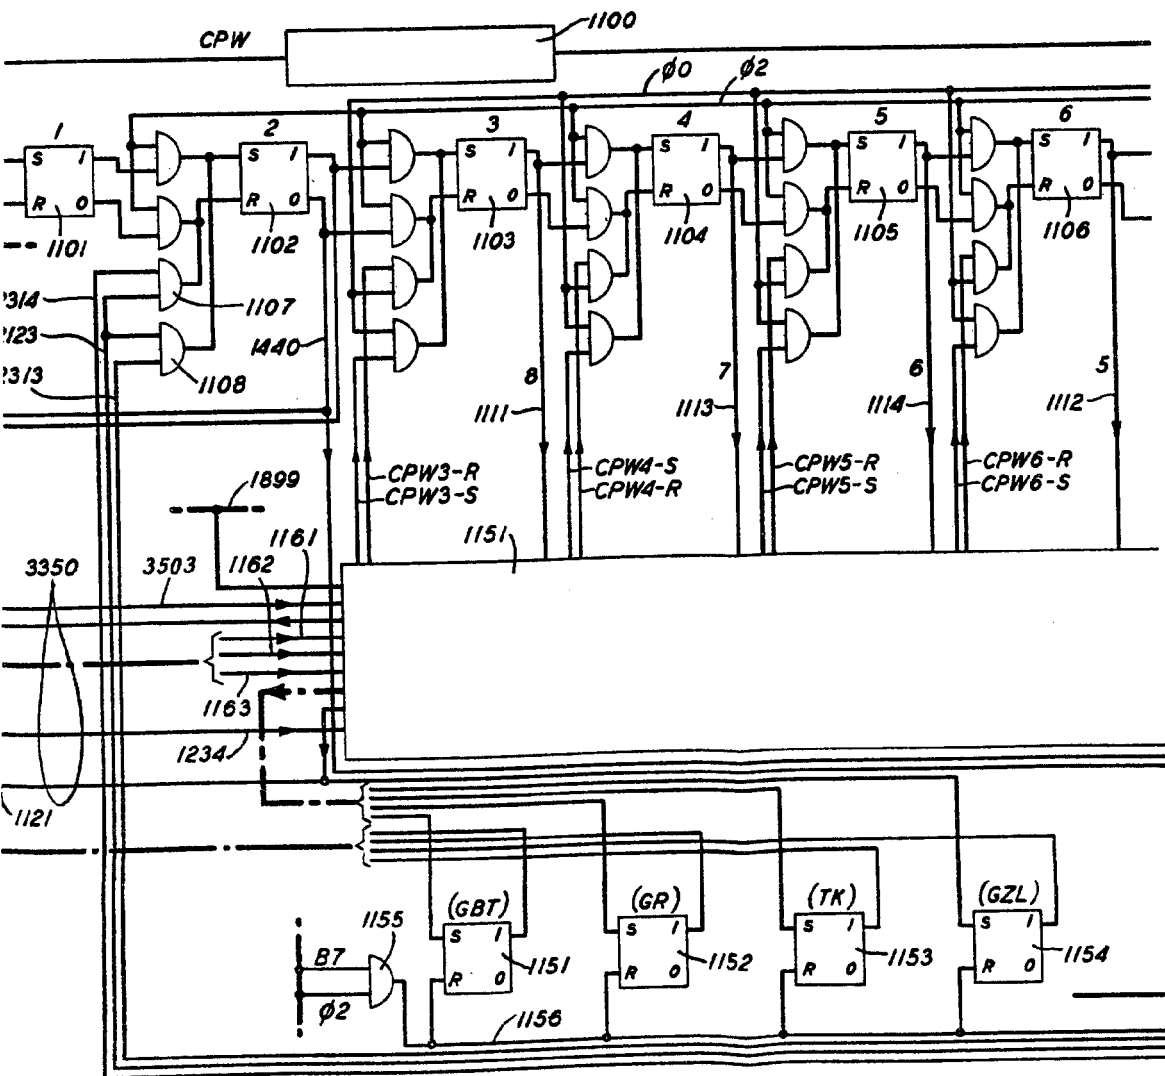 CPW 1100
φ0 φ2
1 2 3 4 5 6
S 1 S 1 S 1 S 1 S 1 S 1
R 0 R 0 R 0 R 0 R 0 R 0
1101 1102 1103 1104 1105 1106
2314 1107
2123 1440
2313 1108
8 7 6 5
1111 1113 1114 1112
CPW3-R CPW4-S CPW5-R CPW6-R
CPW3-S CPW4-R CPW5-S CPW6-S
1899
1161 1151
3350 3503 1162
1163
1234
1121
(GBT) (GR) (TK) (GZL)
1155
S 1 S 1 S 1 S 1
B7 1151 1152 1153 1154
R 0 R 0 R 0 R 0
φ2
1156